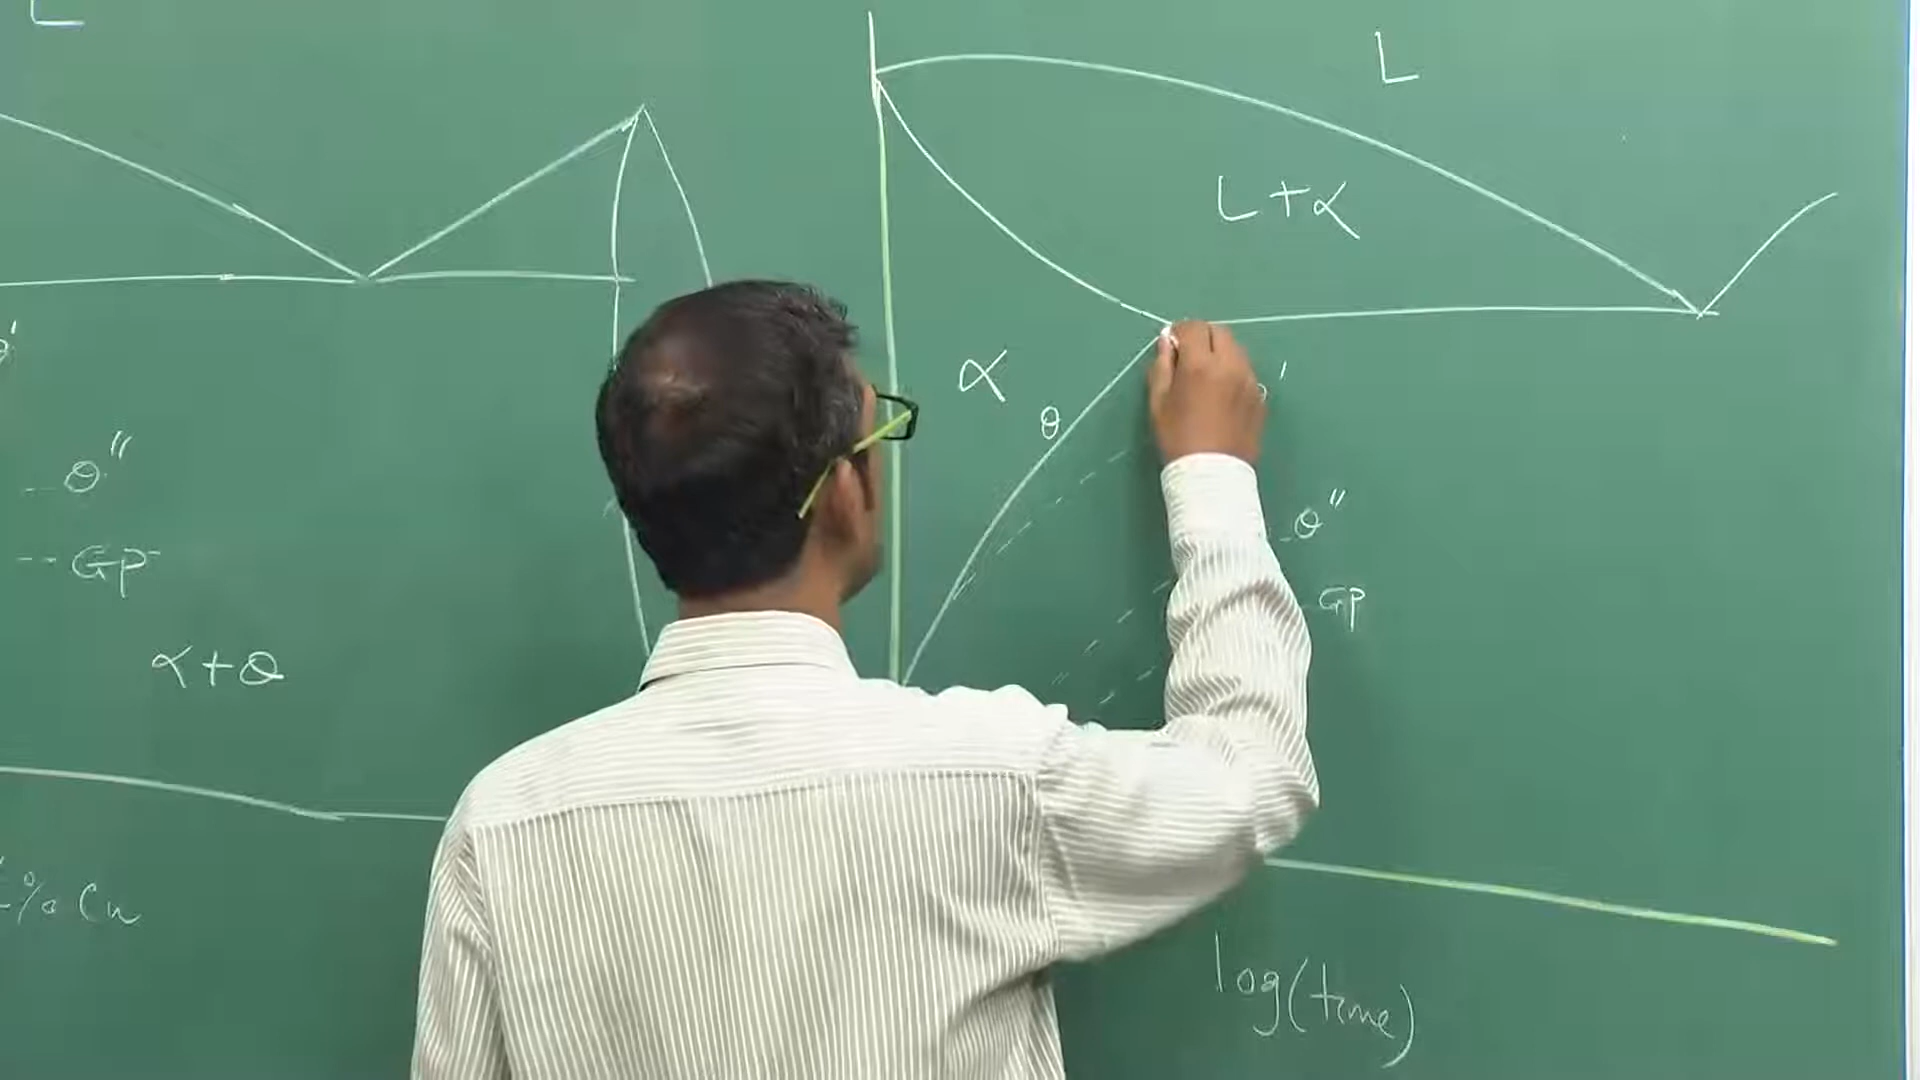 L
θ'
-- θ"
-- GP
α+θ
% Cu
L
L+α
α
θ
θ"
GP
log(time)